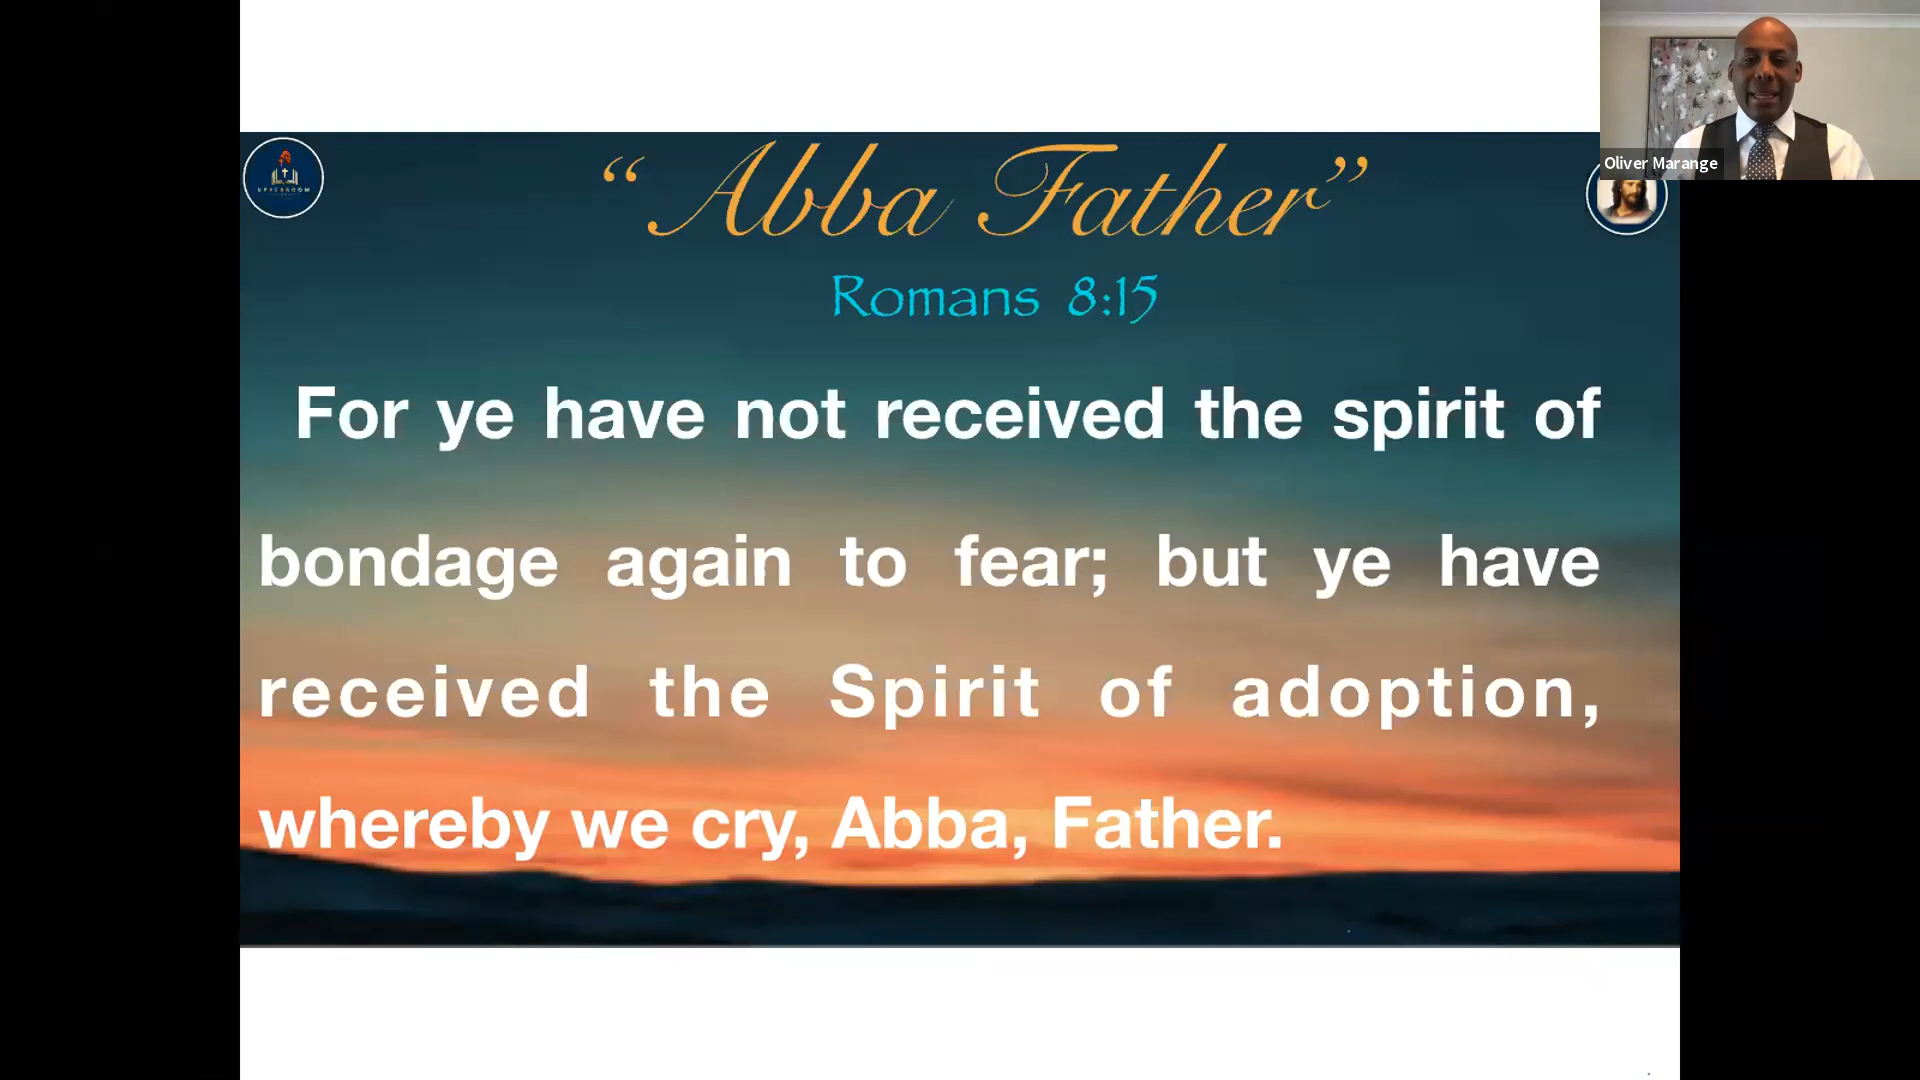 “Abba Father”
Romans 8:15
For ye have not received the spirit of
bondage again to fear; but ye have
received the Spirit of adoption,
whereby we cry, Abba, Father.
Oliver Marange
UPPERROOM